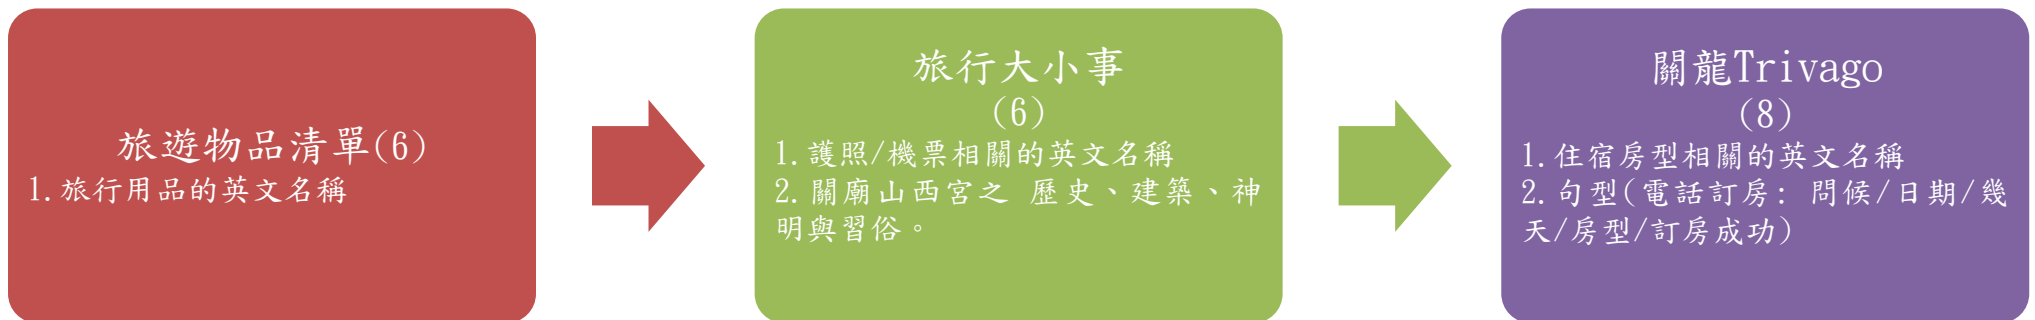 旅遊物品清單(6)
1.旅行用品的英文名稱
旅行大小事
(6)
1.護照/機票相關的英文名稱
2.關廟山西宮之 歷史、建築、神
明與習俗。
關龍Trivago
(8)
1.住宿房型相關的英文名稱
2.句型(電話訂房: 問候/日期/幾
天/房型/訂房成功)